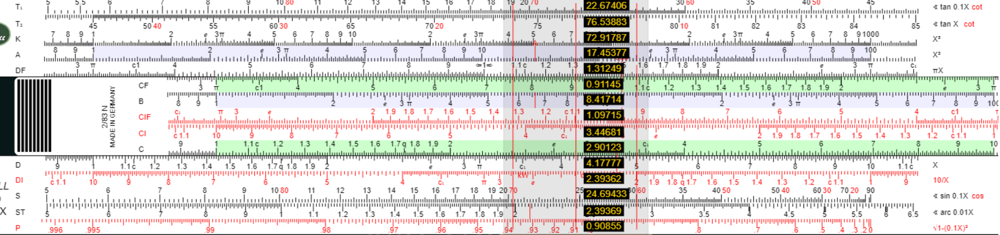 T₁ 5 5.5 6 7 8 9 10 80 11 12 13 14 15 16 17 18 19 20 70 22.67406 30 60 35 40 50 45 ∢ tan 0.1X cot
T₂ 45 50 40 55 60 30 65 70 20 75 76.53883 80 10 81 82 83 84 85 ∢ tan X cot
K 7 8 9 1 2 e 3π 4 5 6 7 8 9 10 2 e 3π 4 5 6 7 72.91787 2 e 3π 4 5 6 7 8 9 1000 X³
A 8 9 1 2 e 3 π 4 5 6 7 8 9 10 17.45377 e 3 π 4 5 6 7 8 9 100 X²
DF 3 π c1 4 5 6 7 8 9 ⇐1⇒ 1.1 c 1.2 1.3 1.31249 1.6 1.7 1.8 1.9 2 e 3 π c₁ πX
CF 3 π c1 4 5 6 7 8 9 0.91145 1.1 c 1.2 1.3 1.4 1.5 1.6 1.7 1.8 1.9 2 e 3 π
B 8 9 1 2 e 3 π 4 5 6 7 8 8.41714 2 e 3 π 4 5 6 7 8 9 100
2283 N
MADE IN GERMANY
CIF c₁ π 3 e 2 1.9 1.8 1.7 1.6 1.5 1.4 1.3 1.2 c 1.1 1.09715 9 8 7 6 5 4 c1 π
CI c 1.1 10 9 8 7 6 5 4 c₁ 3.44681 e 2 1.9 1.8 1.7 1.6 1.5 1.4 1.3 1.2 c 1.1 1
C 9 1 1.1 c 1.2 1.3 1.4 1.5 1.6 1.7 q 1.8 1.9 2 e 2.90123 c₁ 4 5 6 7 8 9 10
D 9 1 1.1 c 1.2 1.3 1.4 1.5 1.6 1.7 q 1.8 1.9 2 e 3 π c₁ 4 4.17777 5 6 7 8 9 10 1.1 c X
DI c 1.1 10 9 8 7 6 5 4 c₁ π 3 kW e 2.39362 2 1.9 1.8 q 1.7 1.6 1.5 1.4 1.3 1.2 c 1.1 1 9 10/X
S 5 6 7 8 9 10 80 11 12 13 14 15 16 17 18 19 20 70 25 24.69433 30 60 35 40 50 50 40 60 30 70 20 90 ∢ sin 0.1X cos
X ST 5 6 7 8 9 1 1.1 1.2 1.3 1.4 1.5 1.6 1.7 1.8 1.9 2 2.39369 3 3.5 4 4.5 5 5.5 6 6.5 ∢ arc 0.01X
P .996 .995 .99 .98 .97 .96 .95 .94 .93 .92 .91 0.90855 .8 .7 .6 .5 .4 .3 .2 0 √1-(0.1X)²